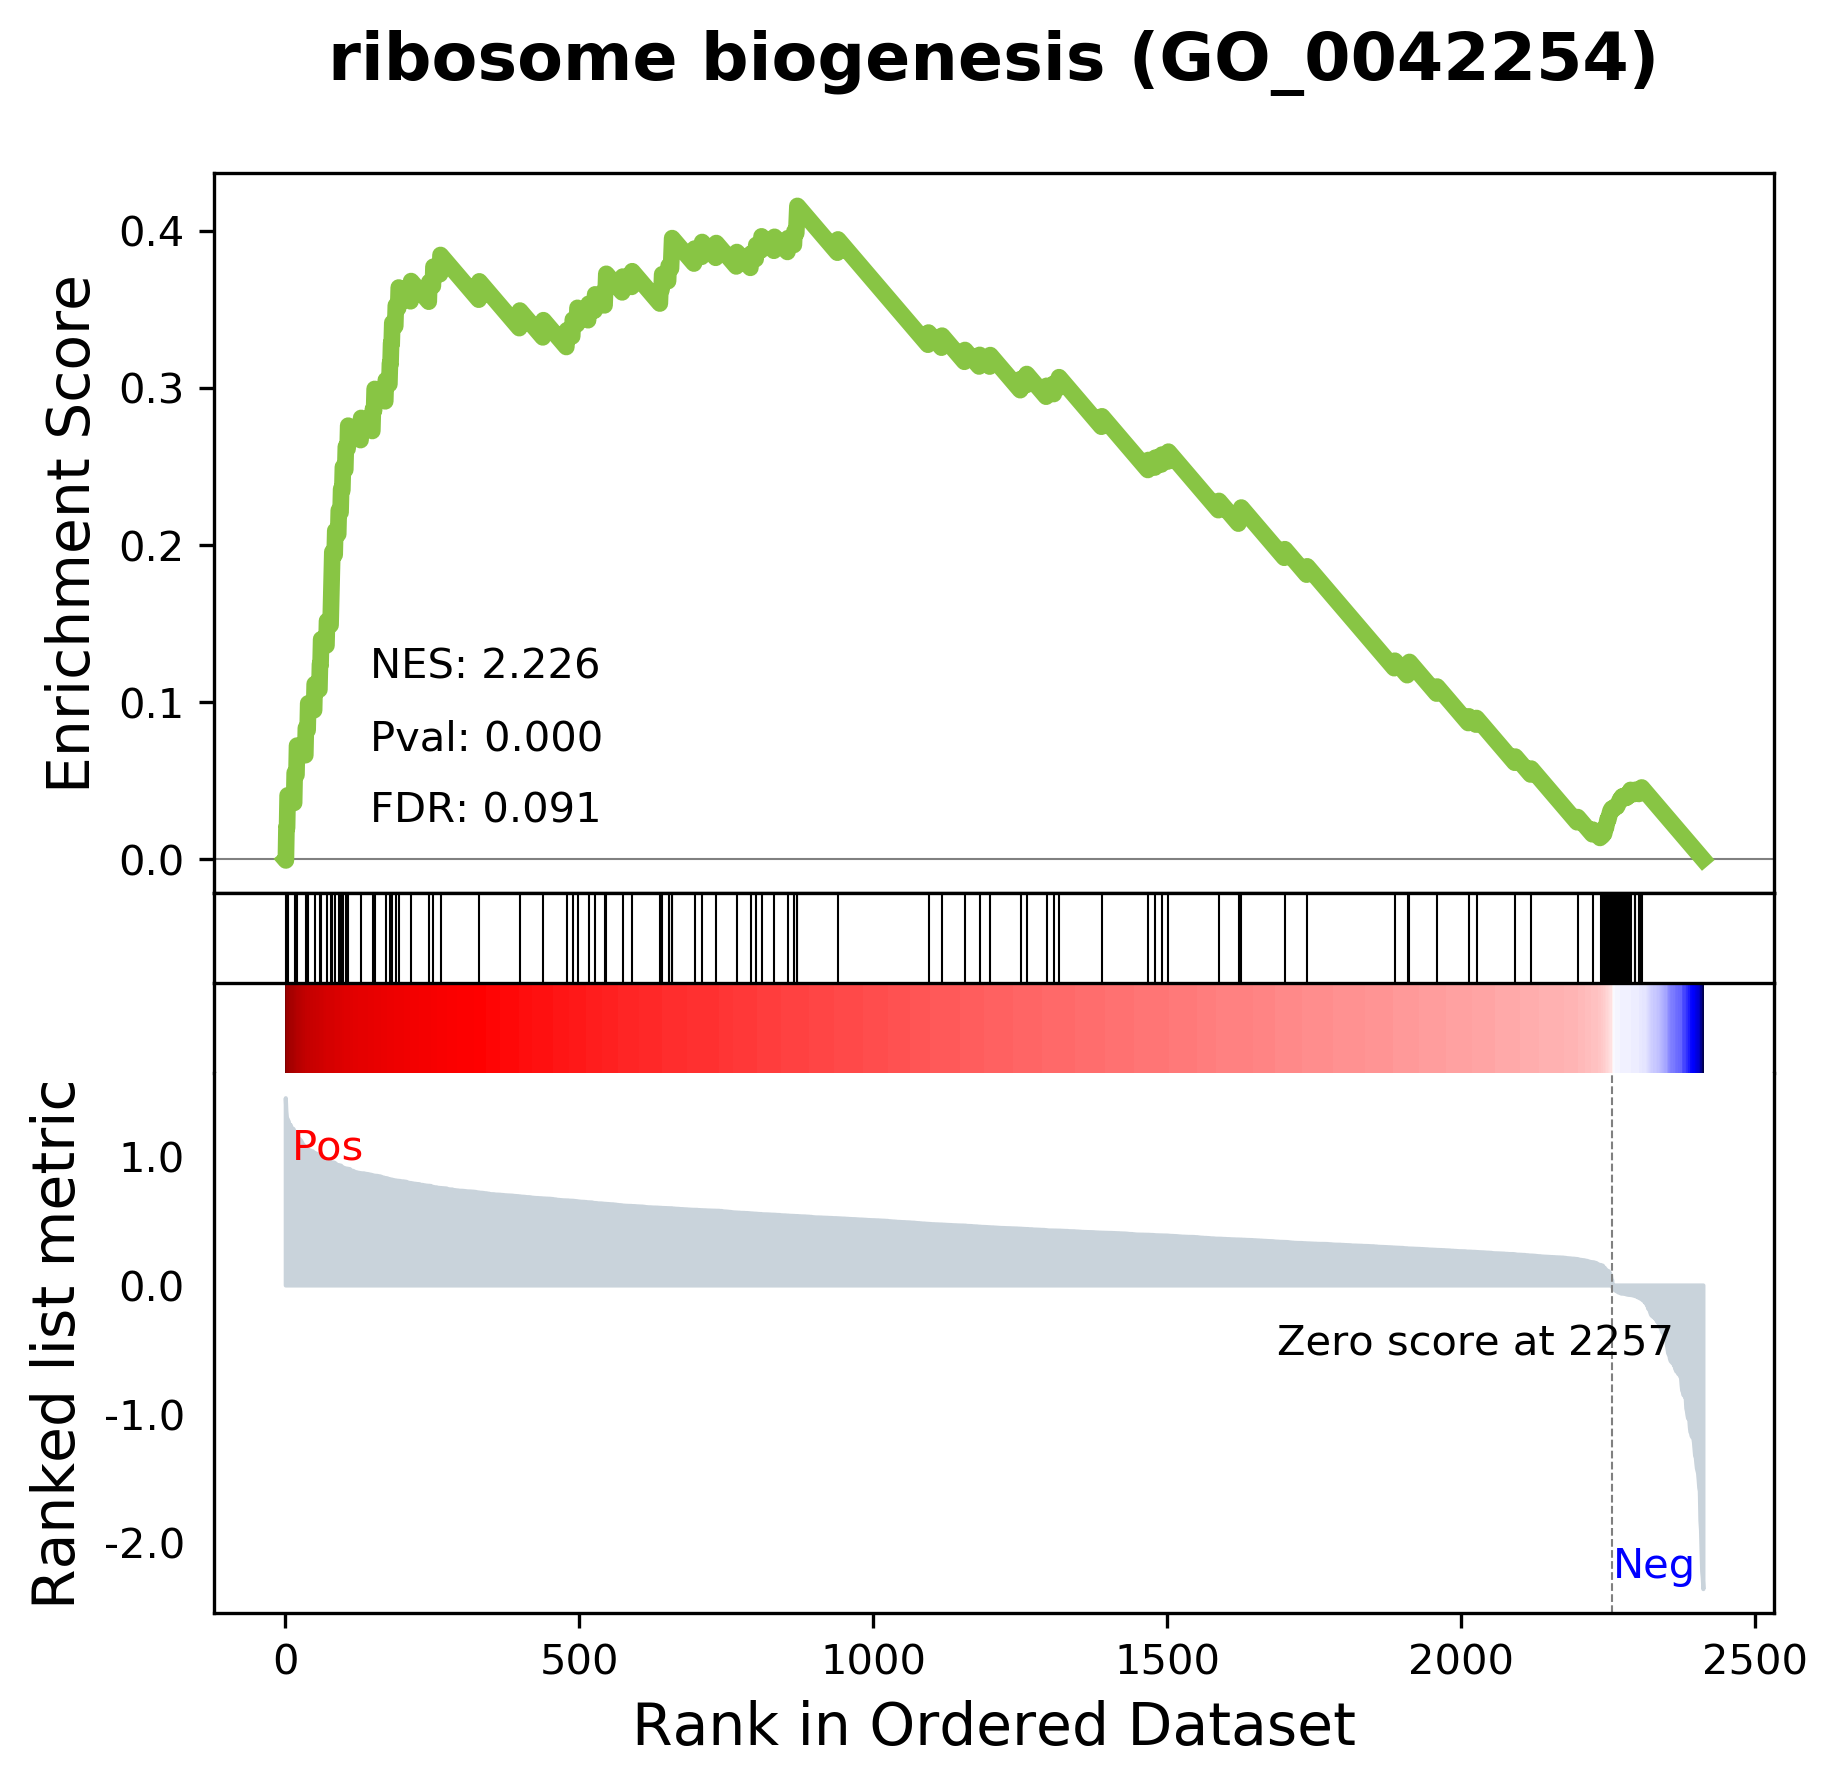 ribosome biogenesis (GO_0042254)
Enrichment Score
0.4
0.3
0.2
0.1
0.0
NES: 2.226
Pval: 0.000
FDR: 0.091
Ranked list metric
1.0
0.0
-1.0
-2.0
Pos
Zero score at 2257
Neg
0 500 1000 1500 2000 2500
Rank in Ordered Dataset